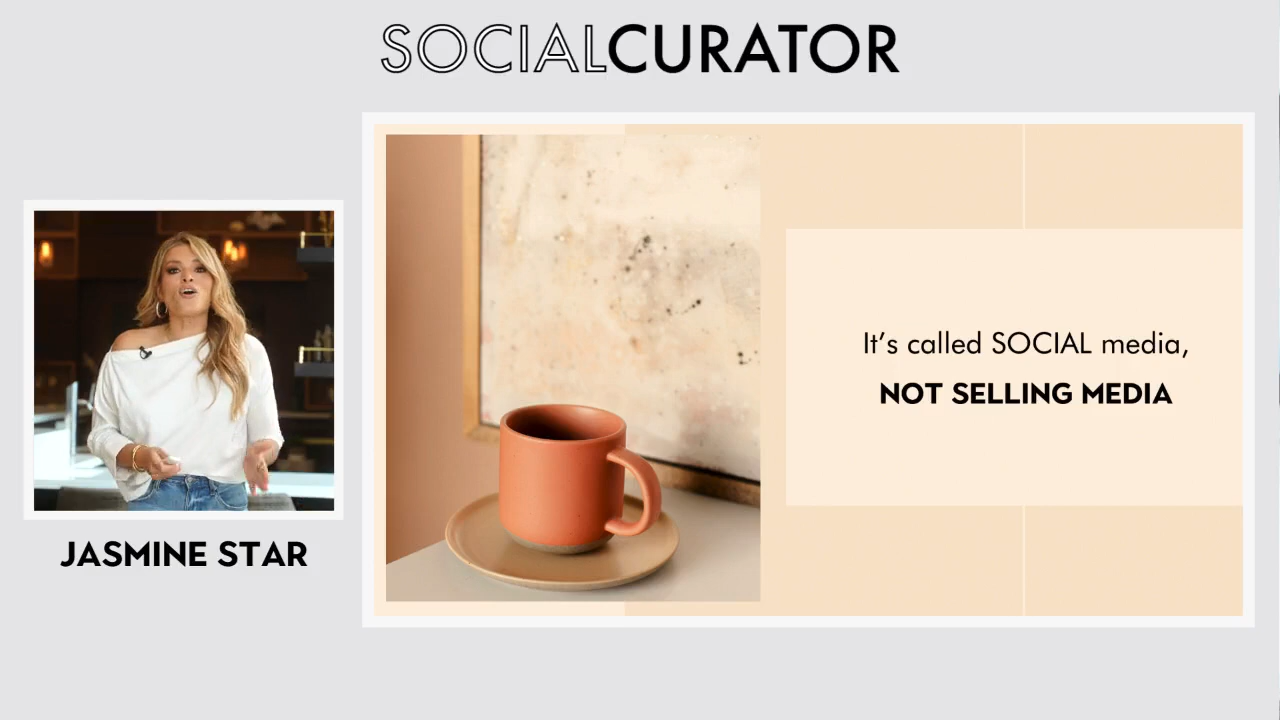 SOCIALCURATOR
It's called SOCIAL media,
NOT SELLING MEDIA
JASMINE STAR